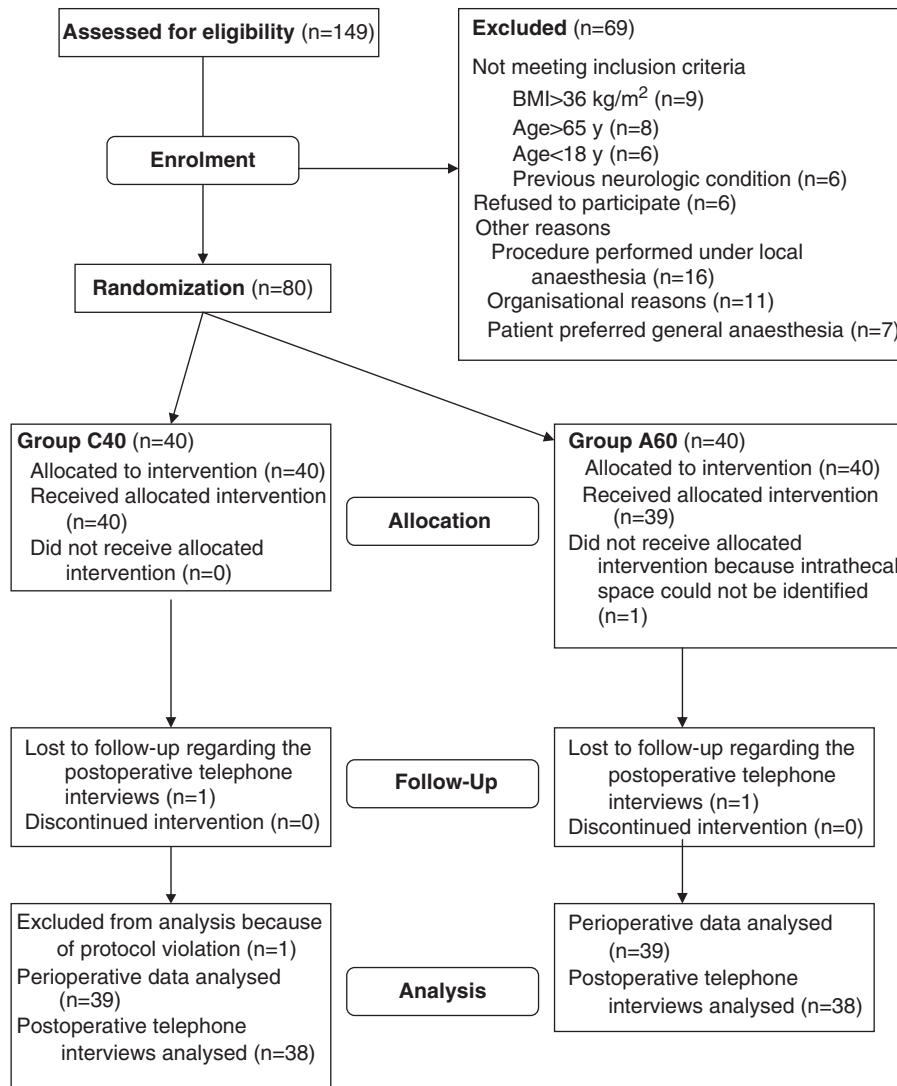 Assessed for eligibility (n=149)
Excluded (n=69)
Not meeting inclusion criteria
BMI>36 kg/m² (n=9)
Age>65 y (n=8)
Age<18 y (n=6)
Previous neurologic condition (n=6)
Refused to participate (n=6)
Other reasons
Procedure performed under local
anaesthesia (n=16)
Organisational reasons (n=11)
Patient preferred general anaesthesia (n=7)
Enrolment
Randomization (n=80)
Group C40 (n=40)
Allocated to intervention (n=40)
Received allocated intervention
(n=40)
Did not receive allocated
intervention (n=0)
Allocation
Group A60 (n=40)
Allocated to intervention (n=40)
Received allocated intervention
(n=39)
Did not receive allocated
intervention because intrathecal
space could not be identified
(n=1)
Lost to follow-up regarding the
postoperative telephone
interviews (n=1)
Discontinued intervention (n=0)
Follow-Up
Lost to follow-up regarding the
postoperative telephone
interviews (n=1)
Discontinued intervention (n=0)
Excluded from analysis because
of protocol violation (n=1)
Perioperative data analysed
(n=39)
Postoperative telephone
interviews analysed (n=38)
Analysis
Perioperative data analysed
(n=39)
Postoperative telephone
interviews analysed (n=38)